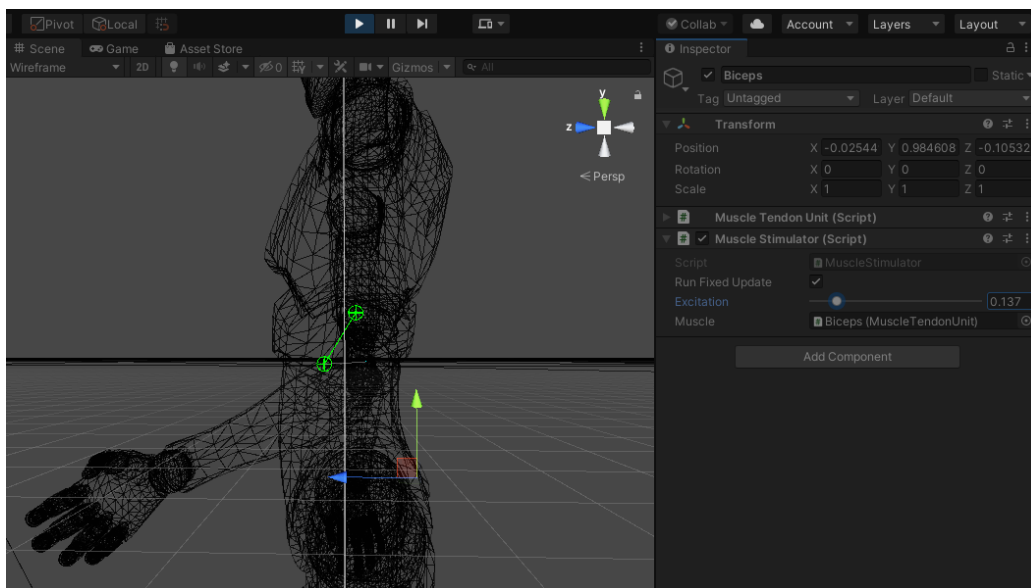 Pivot Local Collab Account Layers Layout
Scene Game Asset Store Inspector
Wireframe 2D 0 Gizmos All
Biceps Static
Tag Untagged Layer Default
y
z
Persp
Transform
Position X -0.02544 Y 0.984608 Z -0.10532
Rotation X 0 Y 0 Z 0
Scale X 1 Y 1 Z 1
Muscle Tendon Unit (Script)
Muscle Stimulator (Script)
Script MuscleStimulator
Run Fixed Update
Excitation 0.137
Muscle Biceps (MuscleTendonUnit)
Add Component